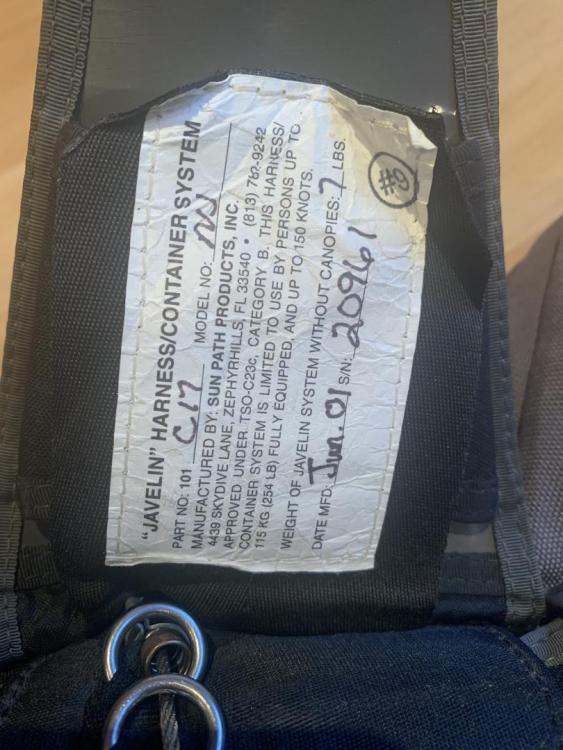 "JAVELIN" HARNESS/CONTAINER SYSTEM
PART NO: 101 C17 MODEL NO:
MANUFACTURED BY: SUN PATH PRODUCTS, INC.
4439 SKYDIVE LANE, ZEPHYRHILLS, FL 33540 • (813) 782-9242
APPROVED UNDER TSO-C23c, CATEGORY B. THIS HARNESS/
CONTAINER SYSTEM IS LIMITED TO USE BY PERSONS UP TO
115 KG (254 LB) FULLY EQUIPPED, AND UP TO 150 KNOTS.
WEIGHT OF JAVELIN SYSTEM WITHOUT CANOPIES: 7 LBS.
DATE MFD: Jun. 01 S/N: 20961